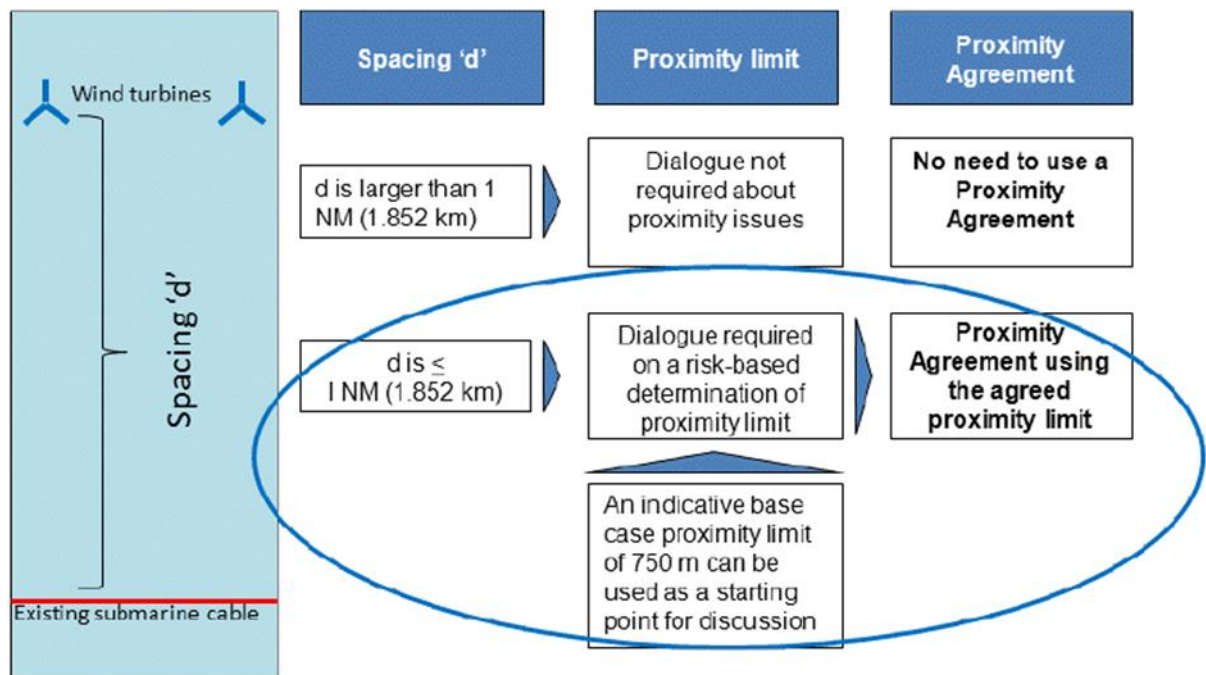 Wind turbines
Spacing ‘d’
Existing submarine cable
Spacing ‘d’
Proximity limit
Proximity
Agreement
d is larger than 1
NM (1.852 km)
Dialogue not
required about
proximity issues
No need to use a
Proximity
Agreement
d is ≤
I NM (1.852 km)
Dialogue required
on a risk-based
determination of
proximity limit
Proximity
Agreement using
the agreed
proximity limit
An indicative base
case proximity limit
of 750 m can be
used as a starting
point for discussion